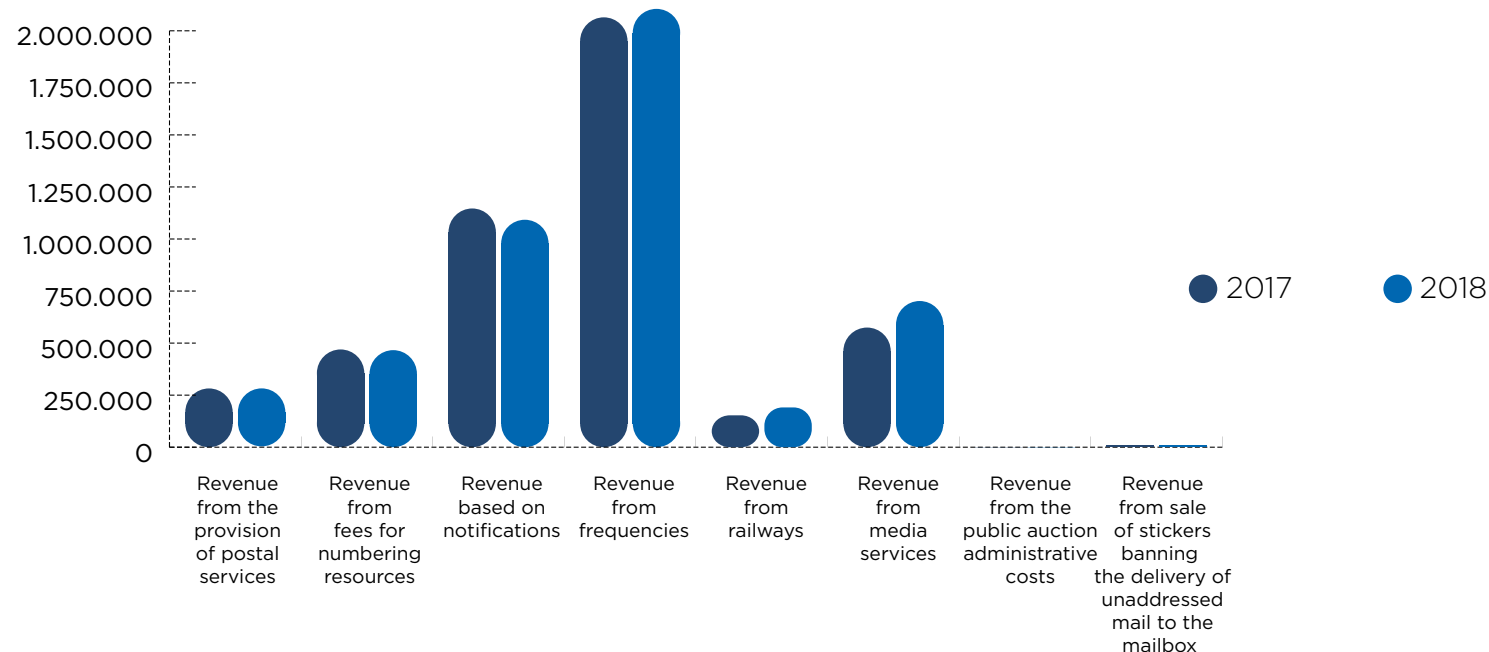 2.000.000
1.750.000
1.500.000
1.250.000
1.000.000
750.000
500.000
250.000
0
2017
2018
Revenue
from the
provision
of postal
services
Revenue
from
fees for
numbering
resources
Revenue
based on
notifications
Revenue
from
frequencies
Revenue
from
railways
Revenue
from
media
services
Revenue
from the
public auction
administrative
costs
Revenue
from sale
of stickers
banning
the delivery of
unaddressed
mail to the
mailbox